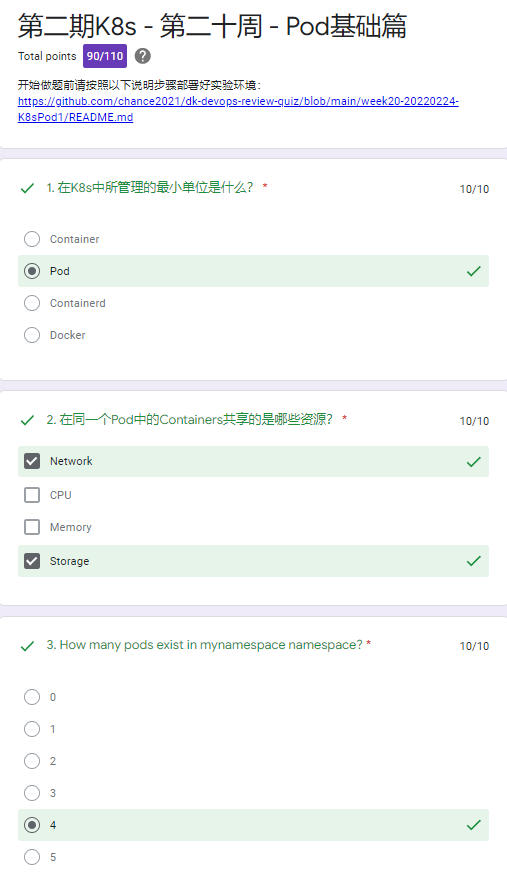 第二期K8s - 第二十周 - Pod基础篇
Total points 90/110 ?
开始做题前请按照以下说明步骤部署好实验环境：
https://github.com/chance2021/dk-devops-review-quiz/blob/main/week20-20220224-
K8sPod1/README.md
1. 在K8s中所管理的最小单位是什么？ * 10/10
Container
Pod
Containerd
Docker
2. 在同一个Pod中的Containers共享的是哪些资源？ * 10/10
Network
CPU
Memory
Storage
3. How many pods exist in mynamespace namespace? * 10/10
0
1
2
3
4
5